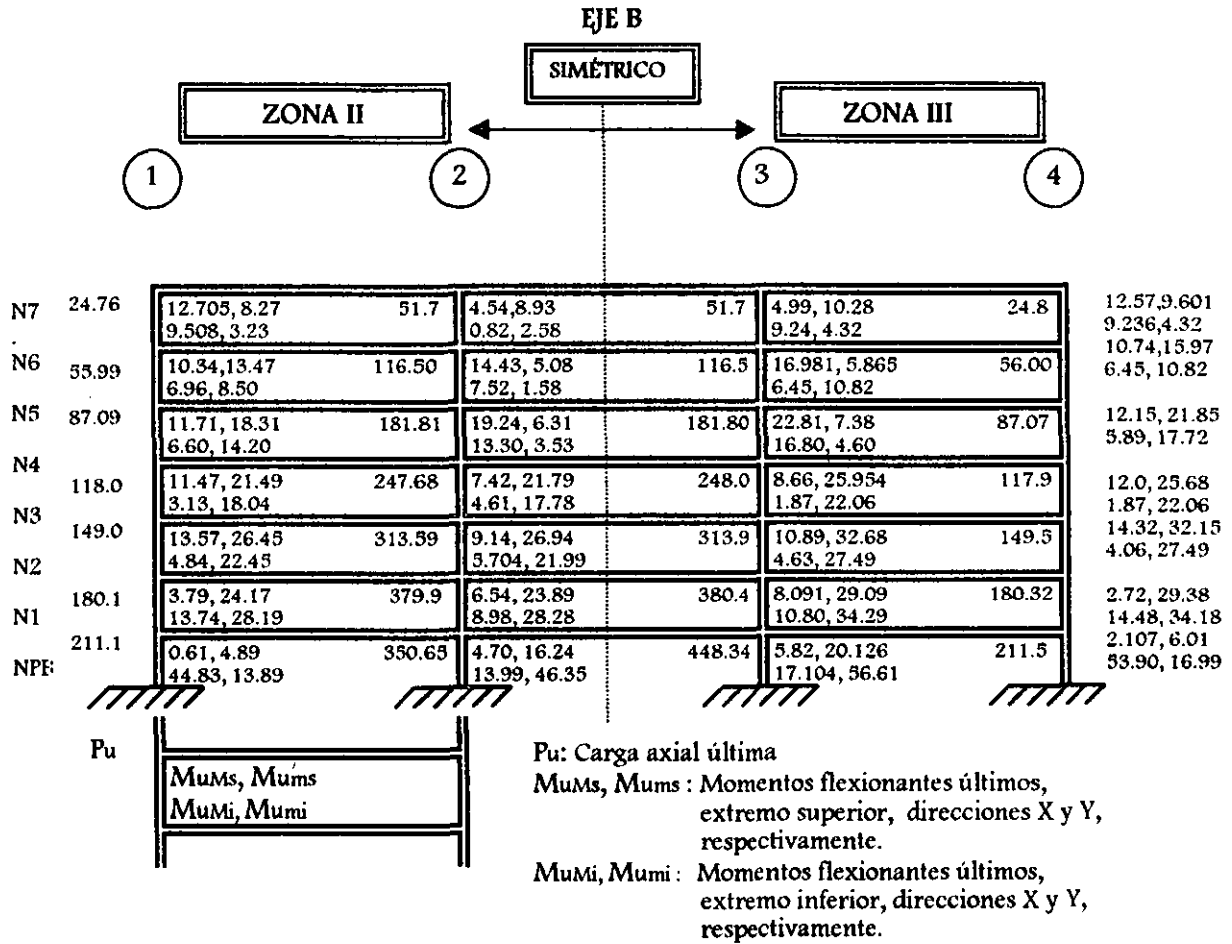 EJE B
SIMÉTRICO
ZONA II
ZONA III
1
2
3
4
N7 24.76 12.705, 8.27 51.7 4.54,8.93 51.7 4.99, 10.28 24.8 12.57,9.601
9.508, 3.23 0.82, 2.58 9.24, 4.32 9.236,4.32
N6 55.99 10.34,13.47 116.50 14.43, 5.08 116.5 16.981, 5.865 56.00 10.74,15.97
6.96, 8.50 7.52, 1.58 6.45, 10.82 6.45, 10.82
N5 87.09 11.71, 18.31 181.81 19.24, 6.31 181.80 22.81, 7.38 87.07 12.15, 21.85
6.60, 14.20 13.30, 3.53 16.80, 4.60 5.89, 17.72
N4 118.0 11.47, 21.49 247.68 7.42, 21.79 248.0 8.66, 25.954 117.9 12.0, 25.68
3.13, 18.04 4.61, 17.78 1.87, 22.06 1.87, 22.06
N3 149.0 13.57, 26.45 313.59 9.14, 26.94 313.9 10.89, 32.68 149.5 14.32, 32.15
N2 4.84, 22.45 5.704, 21.99 4.63, 27.49 4.06, 27.49
180.1 3.79, 24.17 379.9 6.54, 23.89 380.4 8.091, 29.09 180.32 2.72, 29.38
N1 13.74, 28.19 8.98, 28.28 10.80, 34.29 14.48, 34.18
211.1 0.61, 4.89 350.65 4.70, 16.24 448.34 5.82, 20.126 211.5 2.107, 6.01
44.83, 13.89 13.99, 46.35 17.104, 56.61 53.90, 16.99
Pu
MuMs, Mums
MuMi, Mumi
Pu: Carga axial última
MuMs, Mums : Momentos flexionantes últimos,
extremo superior, direcciones X y Y,
respectivamente.
MuMi, Mumi : Momentos flexionantes últimos,
extremo inferior, direcciones X y Y,
respectivamente.